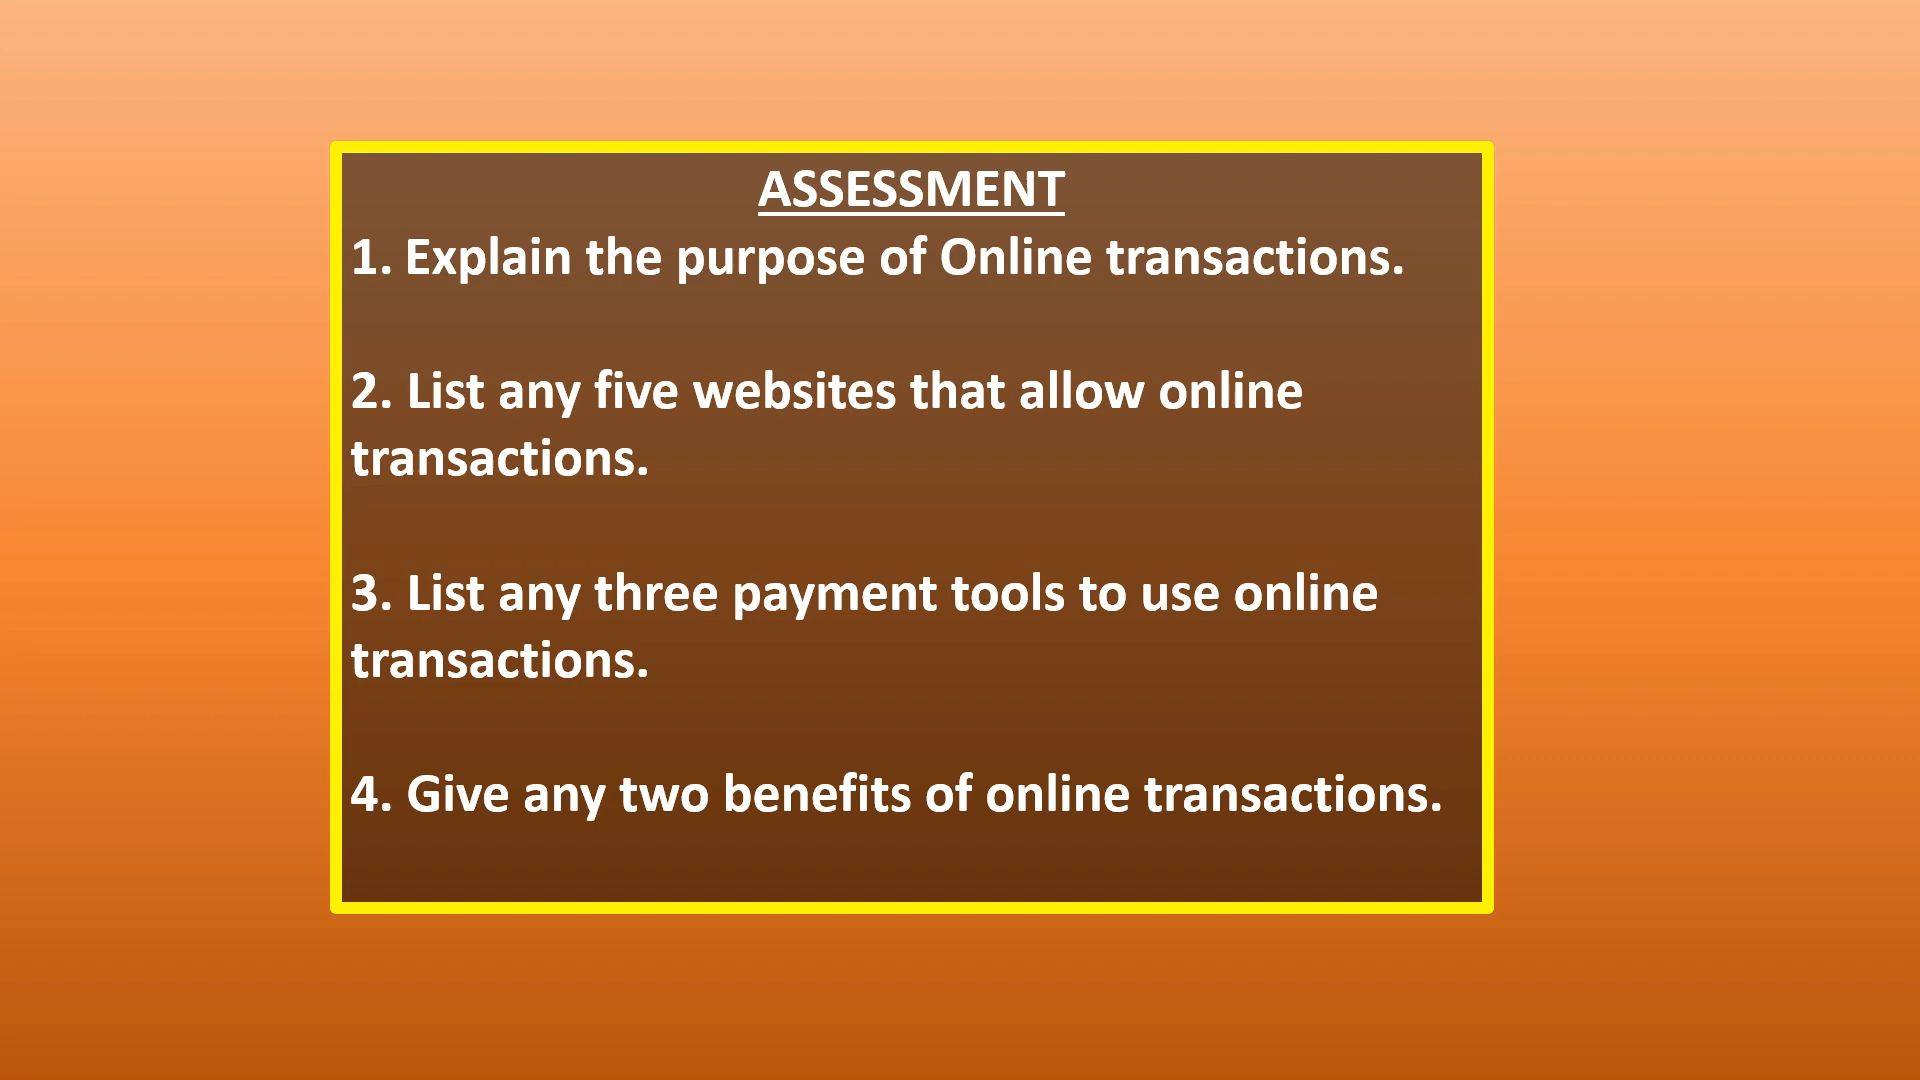 ASSESSMENT
1. Explain the purpose of Online transactions.
2. List any five websites that allow online
transactions.
3. List any three payment tools to use online
transactions.
4. Give any two benefits of online transactions.